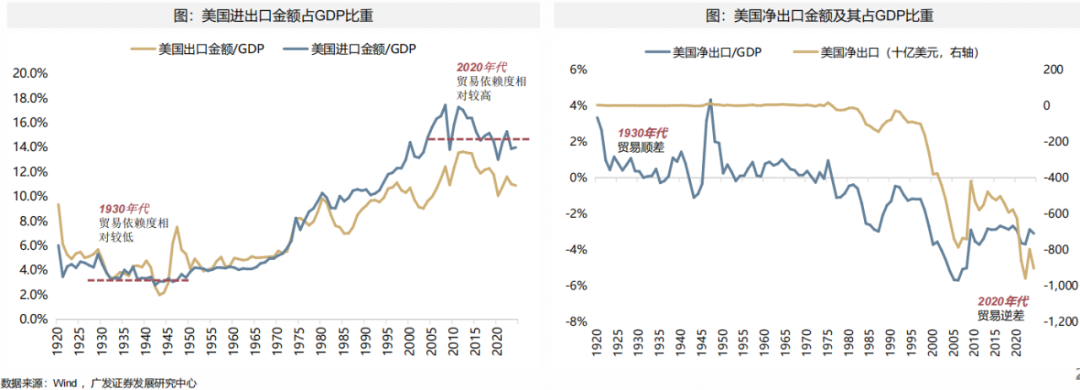 图：美国进出口金额占GDP比重
美国出口金额/GDP 美国进口金额/GDP
20.0%
18.0%
16.0%
14.0%
12.0%
10.0%
8.0%
6.0%
4.0%
2.0%
0.0%
2020年代
贸易依赖度相
对较高
1930年代
贸易依赖度相
对较低
1920 1925 1930 1935 1940 1945 1950 1955 1960 1965 1970 1975 1980 1985 1990 1995 2000 2005 2010 2015 2020
图：美国净出口金额及其占GDP比重
美国净出口/GDP 美国净出口（十亿美元，右轴）
6%
4%
2%
0%
-2%
-4%
-6%
-8%
1930年代
贸易顺差
2020年代
贸易逆差
200
0
-200
-400
-600
-800
-1,000
-1,200
1920 1925 1930 1935 1940 1945 1950 1955 1960 1965 1970 1975 1980 1985 1990 1995 2000 2005 2010 2015 2020
数据来源：Wind，广发证券发展研究中心